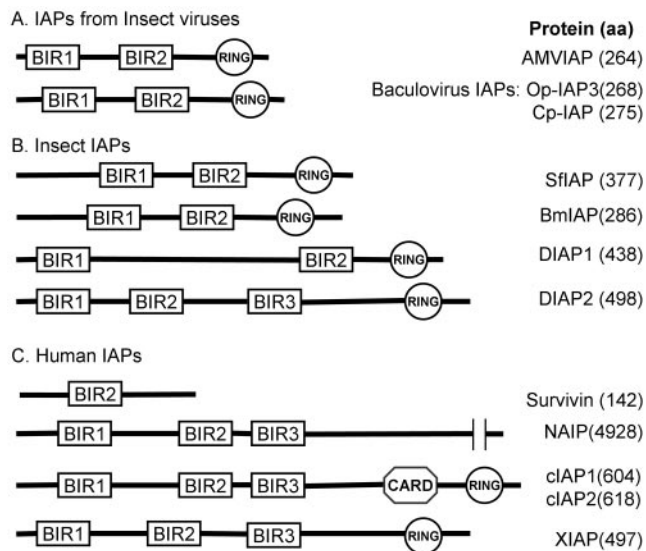 A. IAPs from Insect viruses
Protein (aa)
BIR1 BIR2 RING AMVIAP (264)
BIR1 BIR2 RING Baculovirus IAPs: Op-IAP3(268)
Cp-IAP (275)
B. Insect IAPs
BIR1 BIR2 RING SfIAP (377)
BIR1 BIR2 RING BmIAP(286)
BIR1 BIR2 RING DIAP1 (438)
BIR1 BIR2 BIR3 RING DIAP2 (498)
C. Human IAPs
BIR2 Survivin (142)
BIR1 BIR2 BIR3 NAIP(4928)
BIR1 BIR2 BIR3 CARD RING cIAP1(604)
cIAP2(618)
BIR1 BIR2 BIR3 RING XIAP(497)